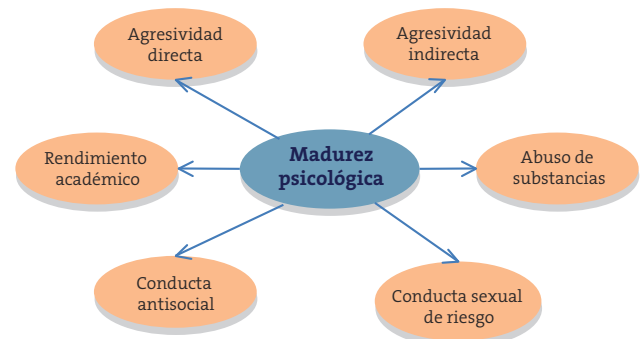 Agresividad
directa
Agresividad
indirecta
Madurez
psicológica
Rendimiento
académico
Abuso de
substancias
Conducta
antisocial
Conducta sexual
de riesgo